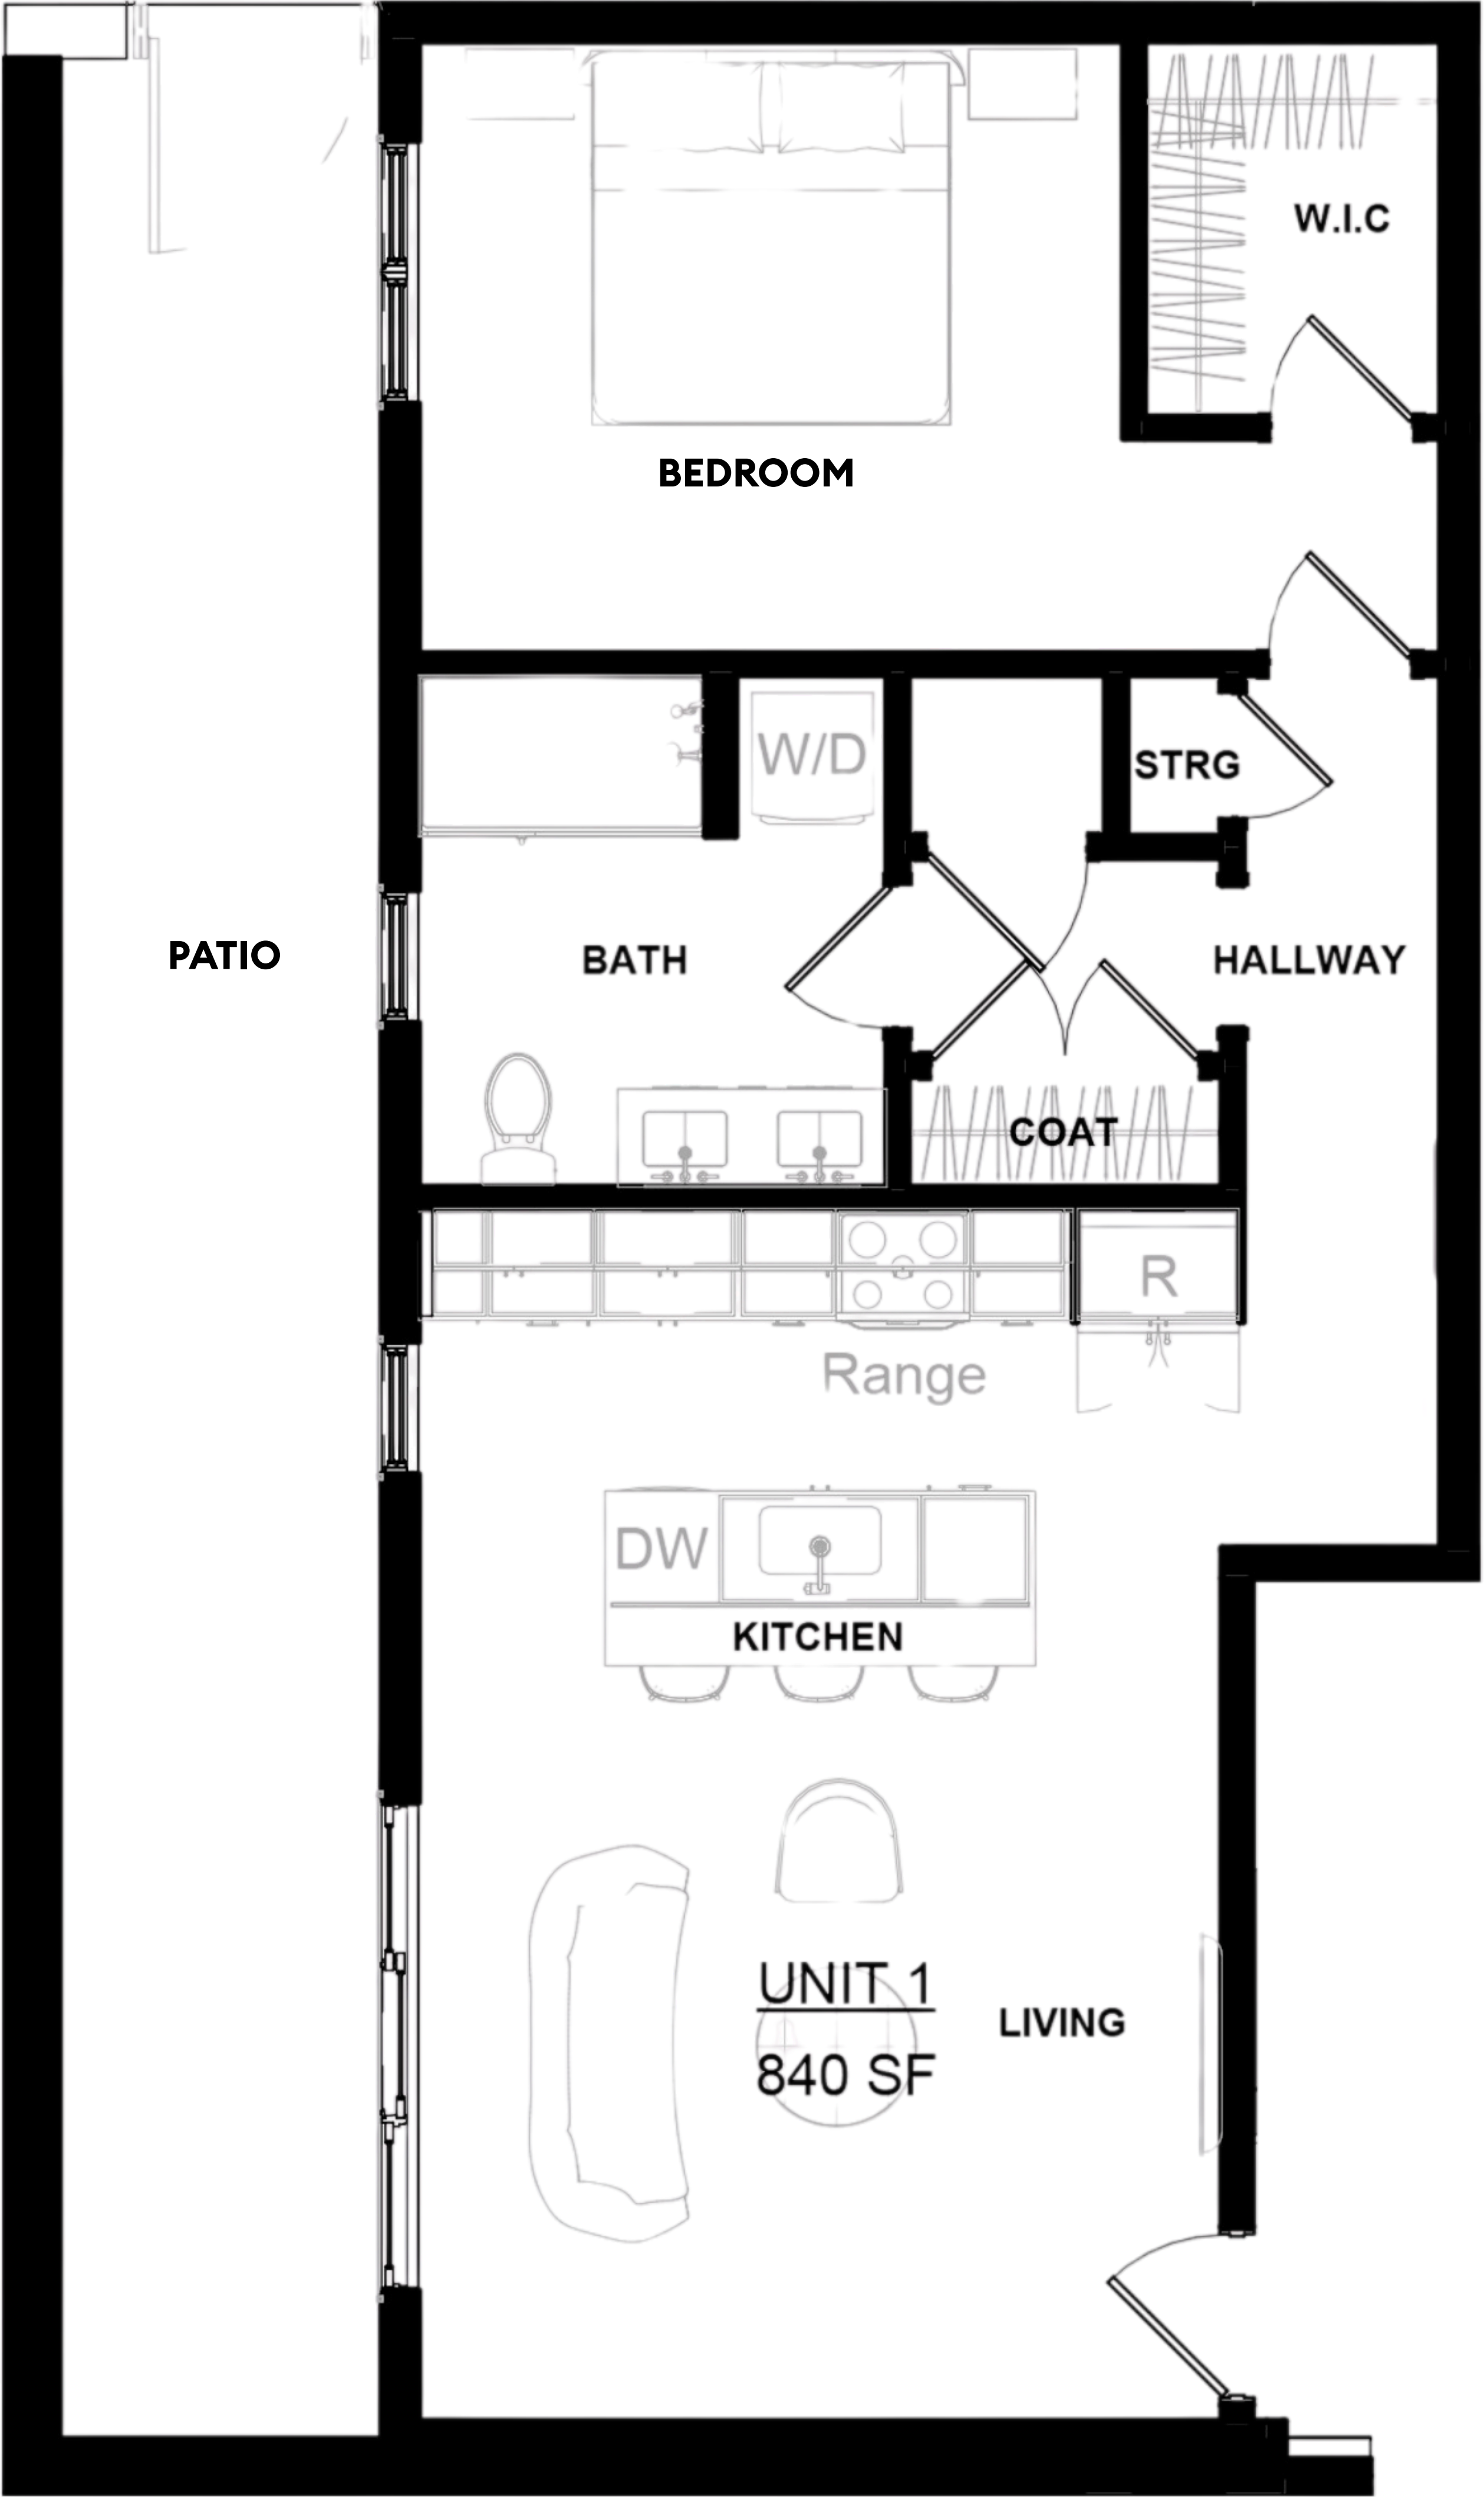 W.I.C
BEDROOM
W/D
STRG
PATIO
BATH
HALLWAY
COAT
R
Range
DW
KITCHEN
UNIT 1
LIVING
840 SF